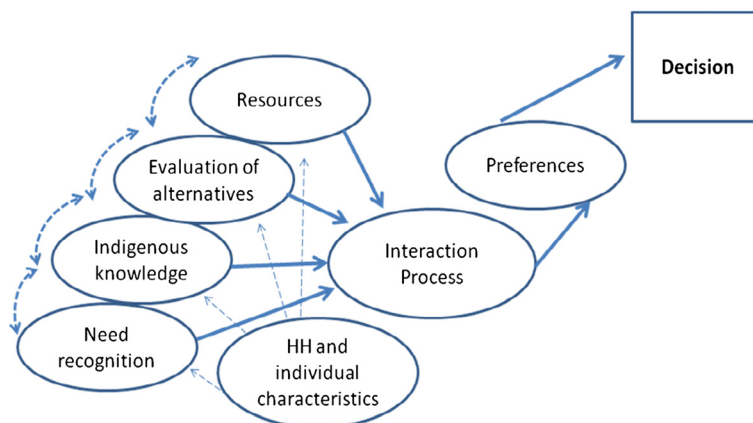 Decision
Resources
Evaluation of
alternatives
Preferences
Indigenous
knowledge
Interaction
Process
Need
recognition
HH and
individual
characteristics